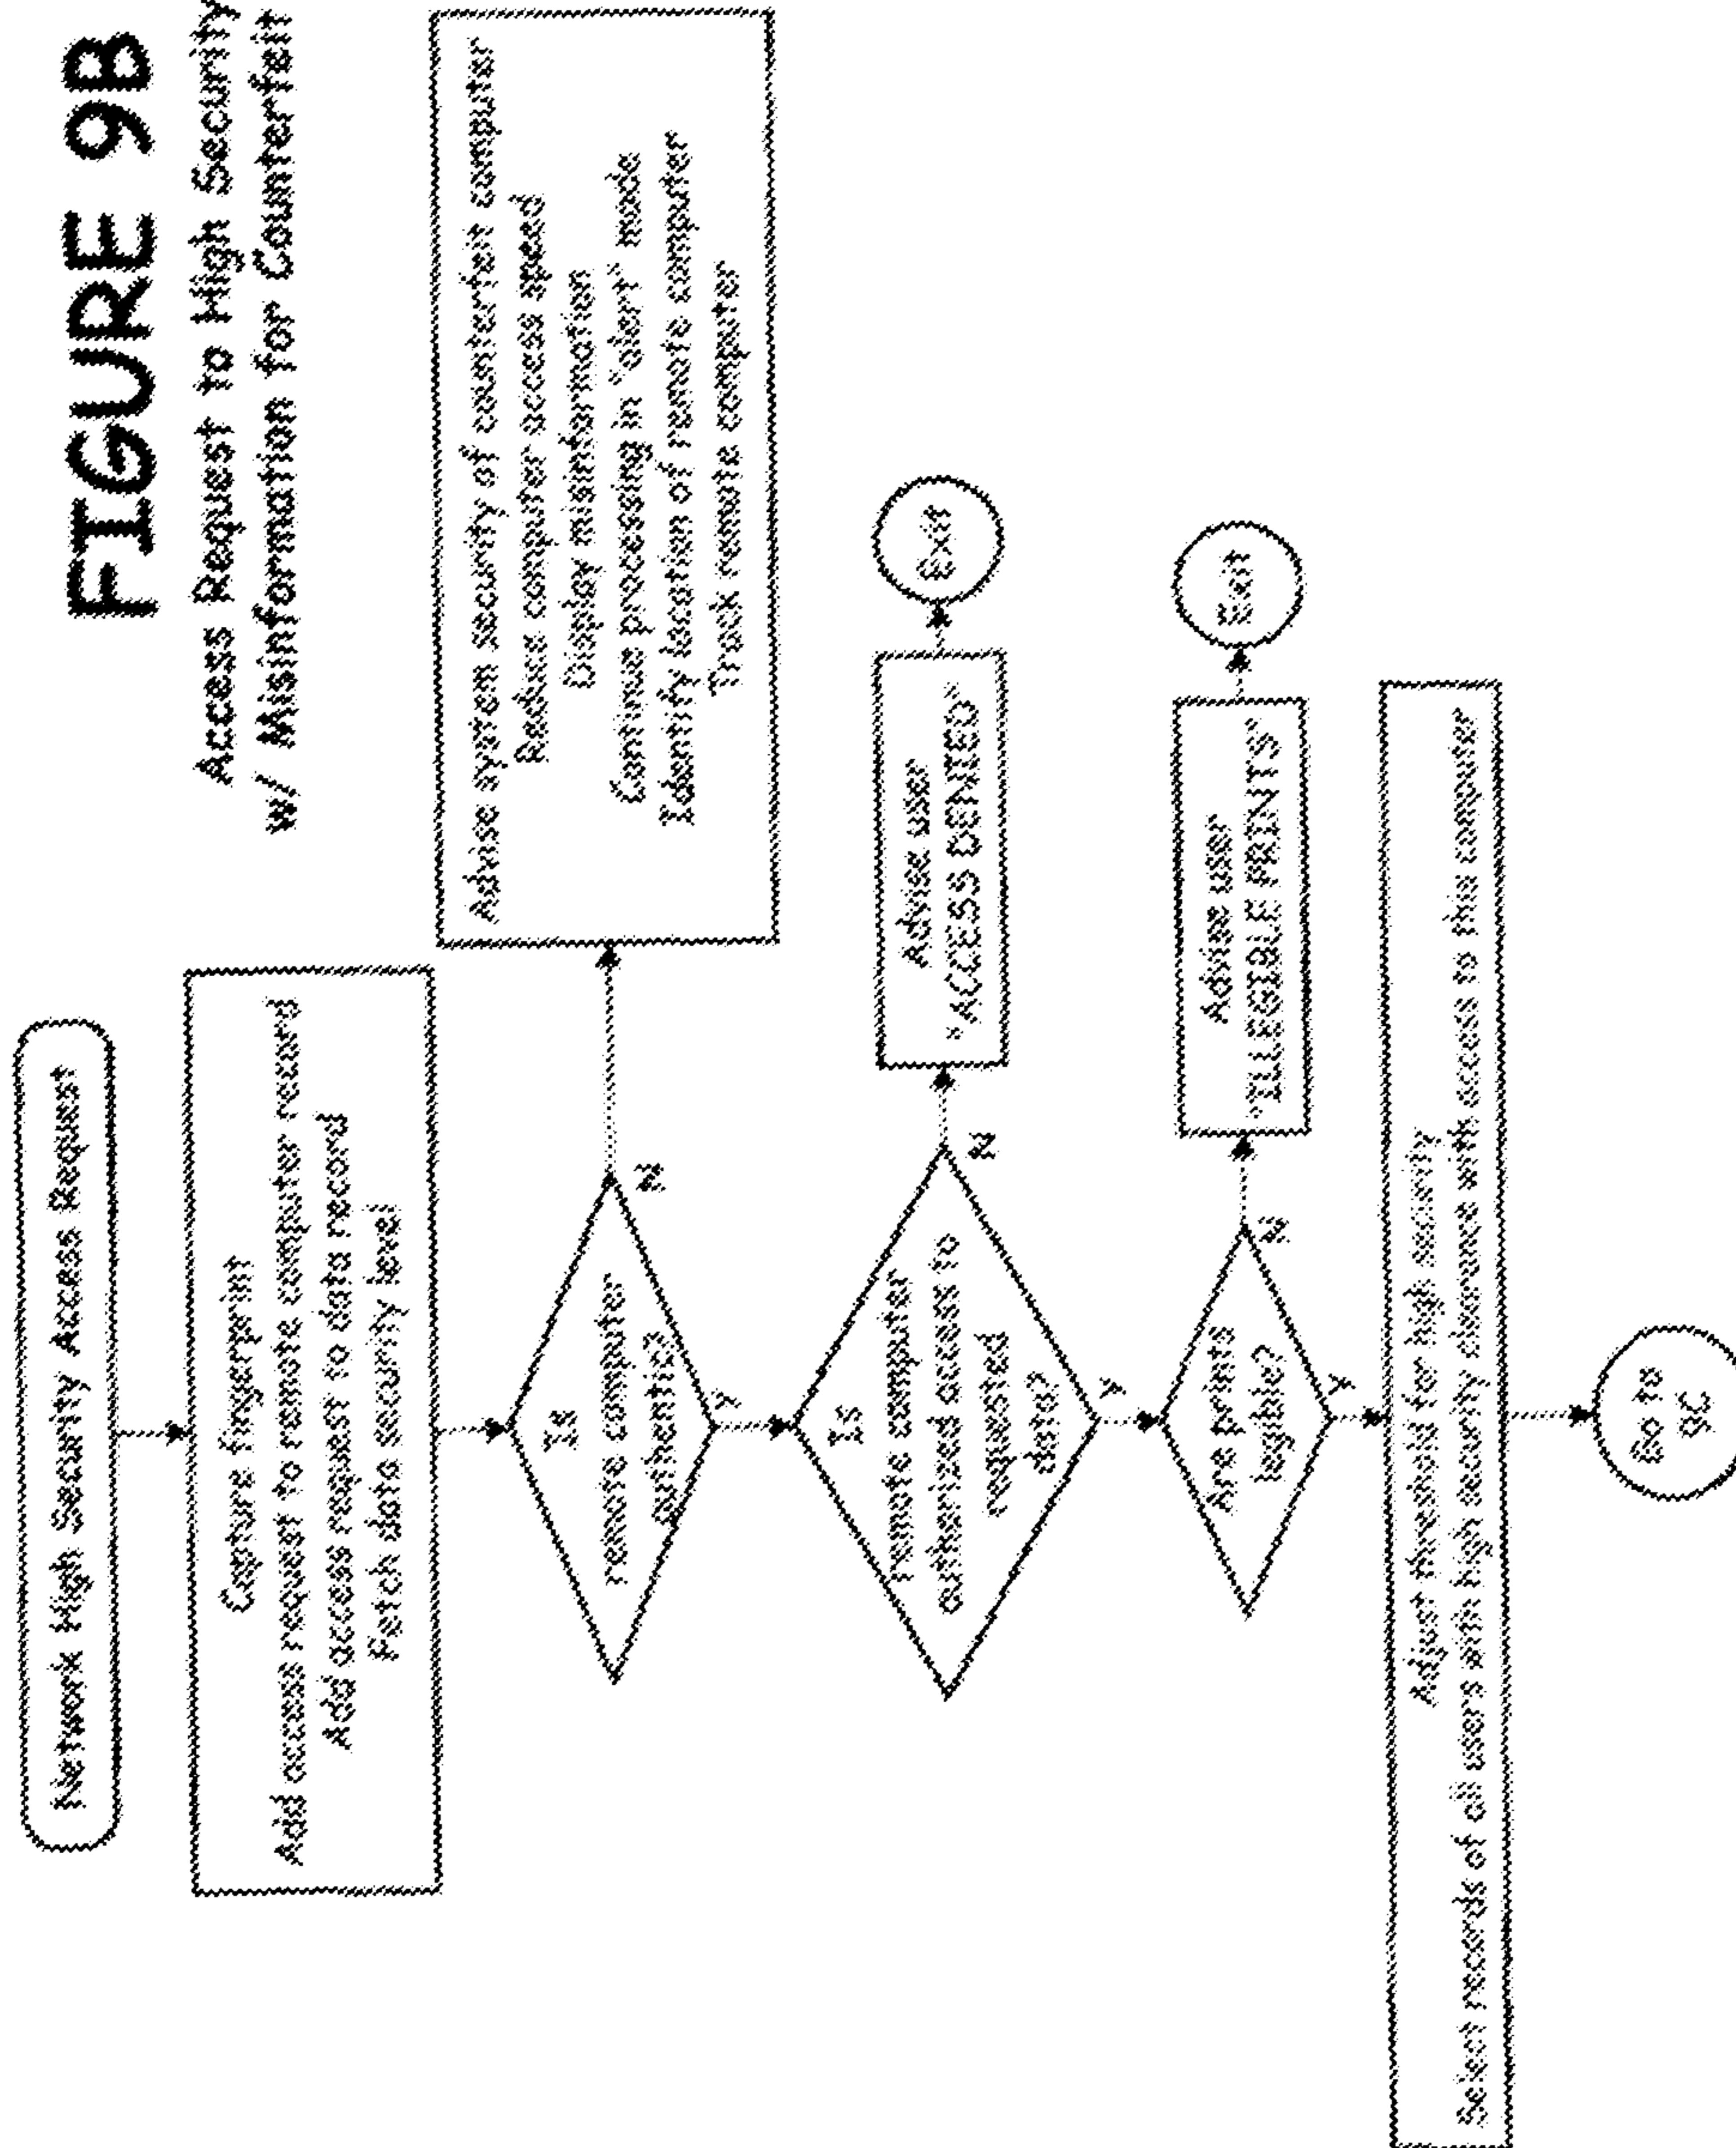 FIGURE 9B
Access Request to High Security
w/ Misinformation for Counterfeit
Network High Security Access Request
Capture fingerprint
Add access request to remote computer record
Add access request to data record
Fetch data security level
Is
remote computer
authentic?
N
Y
Advise system security of counterfeit computer
Reduce computer access speed
Display misinformation
Continue processing in "alert" mode
Identify location of remote computer
Track remote computer
Is
remote computer
authorized access to
requested
data?
N
Y
Advise user
"ACCESS DENIED"
Exit
Are prints
legible?
N
Y
Advise user
"ILLEGIBLE PRINTS"
Exit
Adjust threshold for high security
Select records of all users with high security clearance with access to this computer
Go to
9C